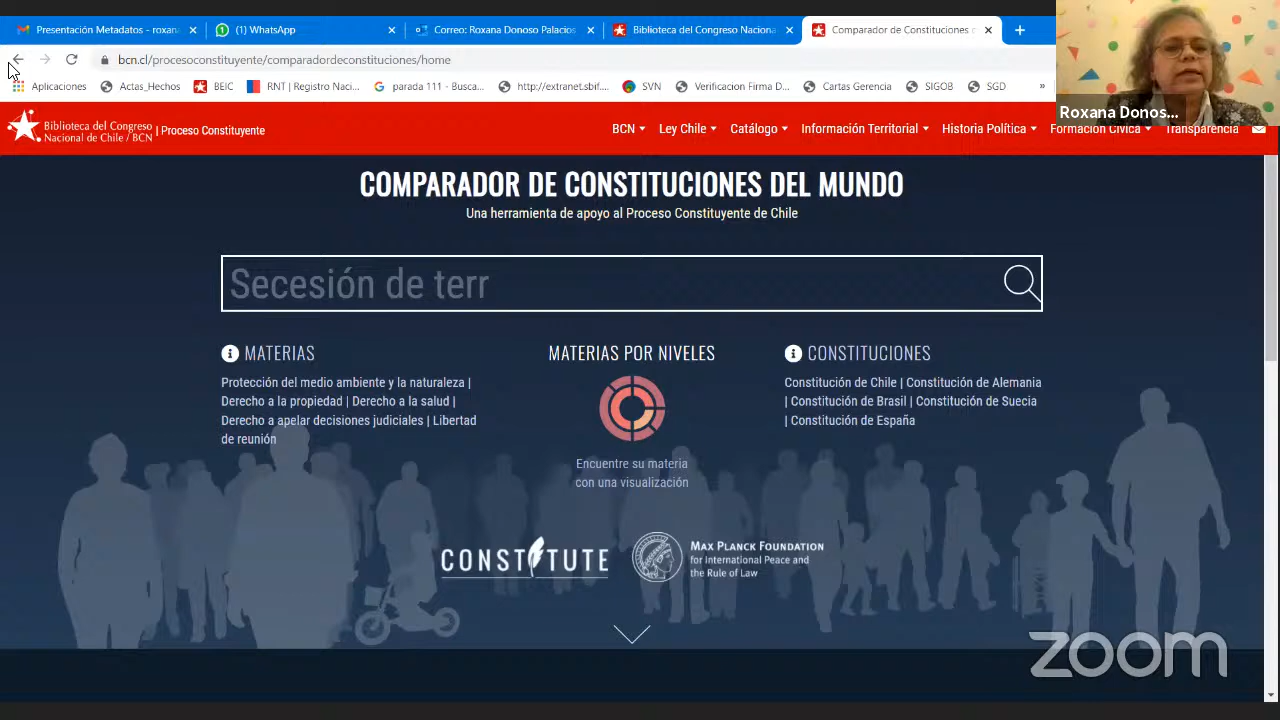 Presentación Metadatos - roxana
(1) WhatsApp
Correo: Roxana Donoso Palacios
Biblioteca del Congreso Naciona
Comparador de Constituciones d
bcn.cl/procesoconstituyente/comparadordeconstituciones/home
Aplicaciones
Actas_Hechos
BEIC
RNT | Registro Naci...
parada 111 - Busca...
http://extranet.sbif....
SVN
Verificacion Firma D...
Cartas Gerencia
SIGOB
SGD
»
Roxana Donos...
Biblioteca del Congreso
Nacional de Chile / BCN
| Proceso Constituyente
BCN
Ley Chile
Catálogo
Información Territorial
Historia Política
Formación Cívica
Transparencia
COMPARADOR DE CONSTITUCIONES DEL MUNDO
Una herramienta de apoyo al Proceso Constituyente de Chile
Secesión de terr
MATERIAS
Protección del medio ambiente y la naturaleza |
Derecho a la propiedad | Derecho a la salud |
Derecho a apelar decisiones judiciales | Libertad
de reunión
MATERIAS POR NIVELES
Encuentre su materia
con una visualización
CONSTITUCIONES
Constitución de Chile | Constitución de Alemania
| Constitución de Brasil | Constitución de Suecia
| Constitución de España
CONSTITUTE
MAX PLANCK FOUNDATION
for International Peace and
the Rule of Law
zoom